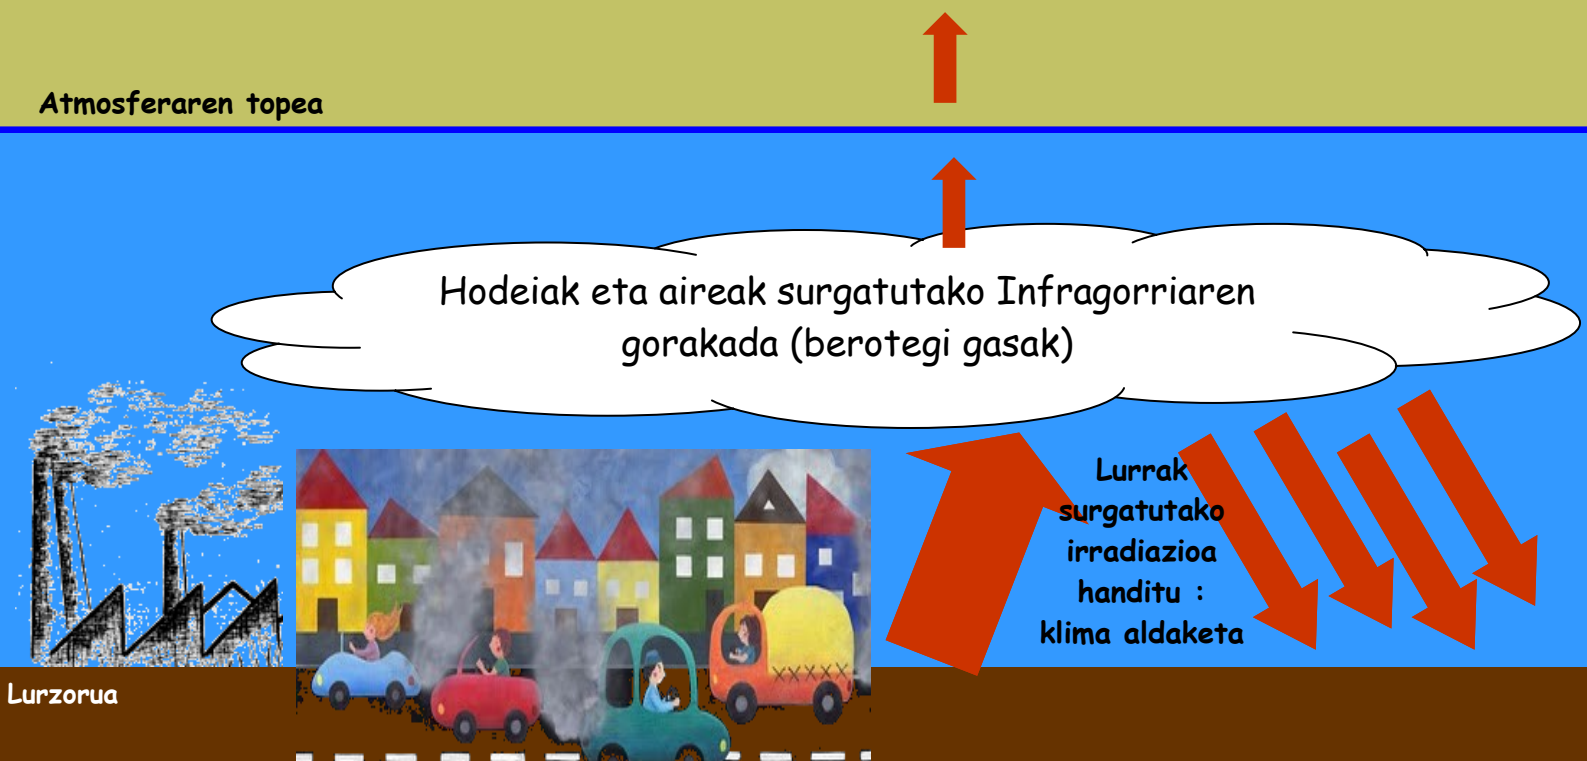 Atmosferaren topea
Hodeiak eta aireak surgatutako Infragorriaren
gorakada (berotegi gasak)
Lurrak
surgatutako
irradiazioa
handitu :
klima aldaketa
Lurzorua